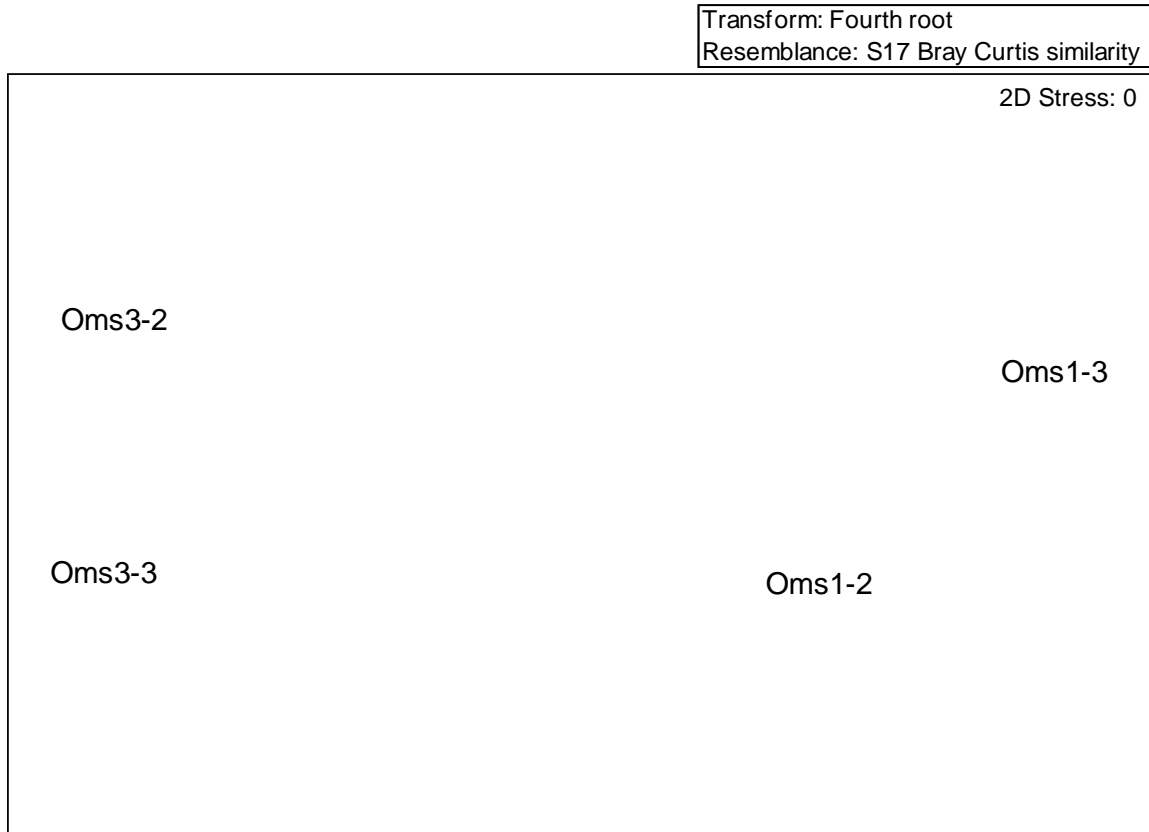 Transform: Fourth root
Resemblance: S17 Bray Curtis similarity
2D Stress: 0
Oms3-2
Oms1-3
Oms3-3
Oms1-2